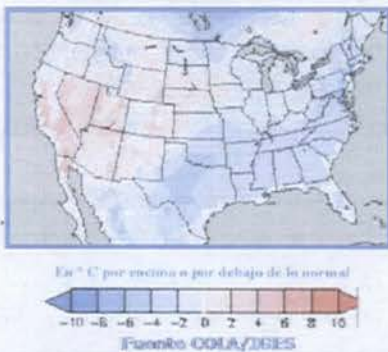 En ° C por encima o por debajo de lo normal
-10 -8 -6 -4 -2 0 2 4 6 8 10
Fuente COLA/IGES